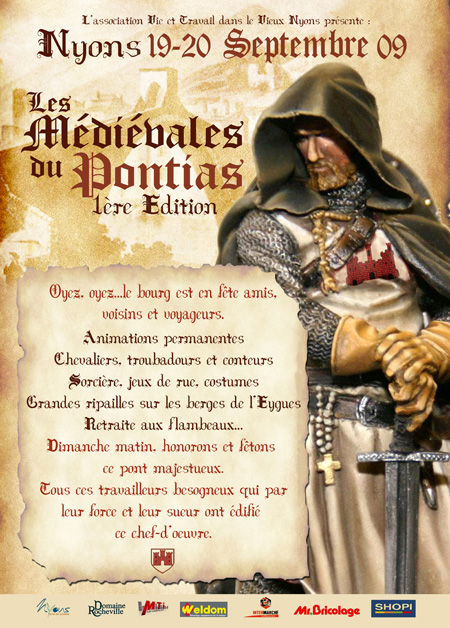 L'association Vie et Travail dans le Vieux Nyons présente :
Nyons 19-20 Septembre 09
Les
Médiévales
du Pontias
1ère Edition
Oyez, oyez...le bourg est en fête amis,
voisins et voyageurs.
Animations permanentes
Chevaliers, troubadours et conteurs
Sorcière, jeux de rue, costumes
Grandes ripailles sur les berges de l'Eygues
Retraite aux flambeaux...
Dimanche matin, honorons et fêtons
ce pont majestueux.
Tous ces travailleurs besogneux qui par
leur force et leur sueur ont édifié
ce chef-d'oeuvre.
Nyons
Domaine Rocheville
Weldom
INTERMARCHE
Mr.Bricolage
SHOPI